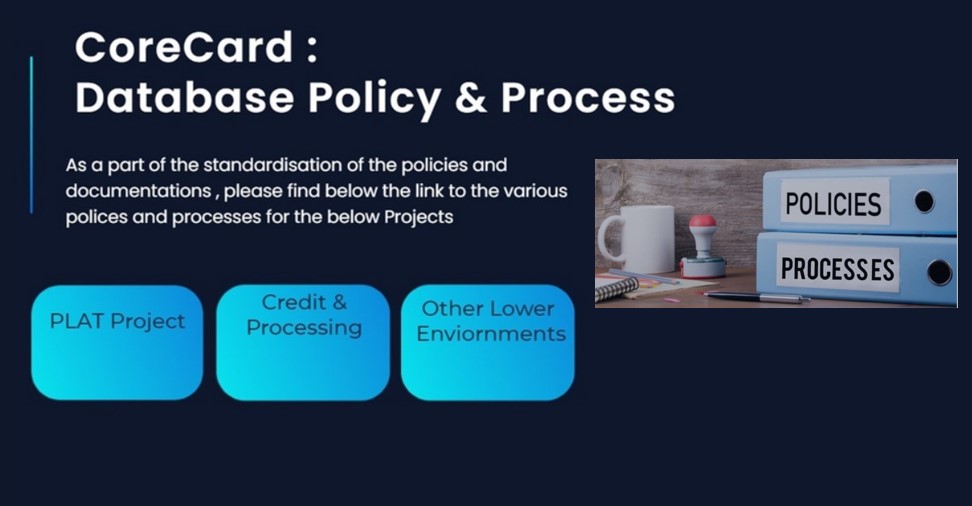 CoreCard :
Database Policy & Process
As a part of the standardisation of the policies and
documentations , please find below the link to the various
polices and processes for the below Projects
POLICIES
PROCESSES
PLAT Project
Credit &
Processing
Other Lower
Enviornments